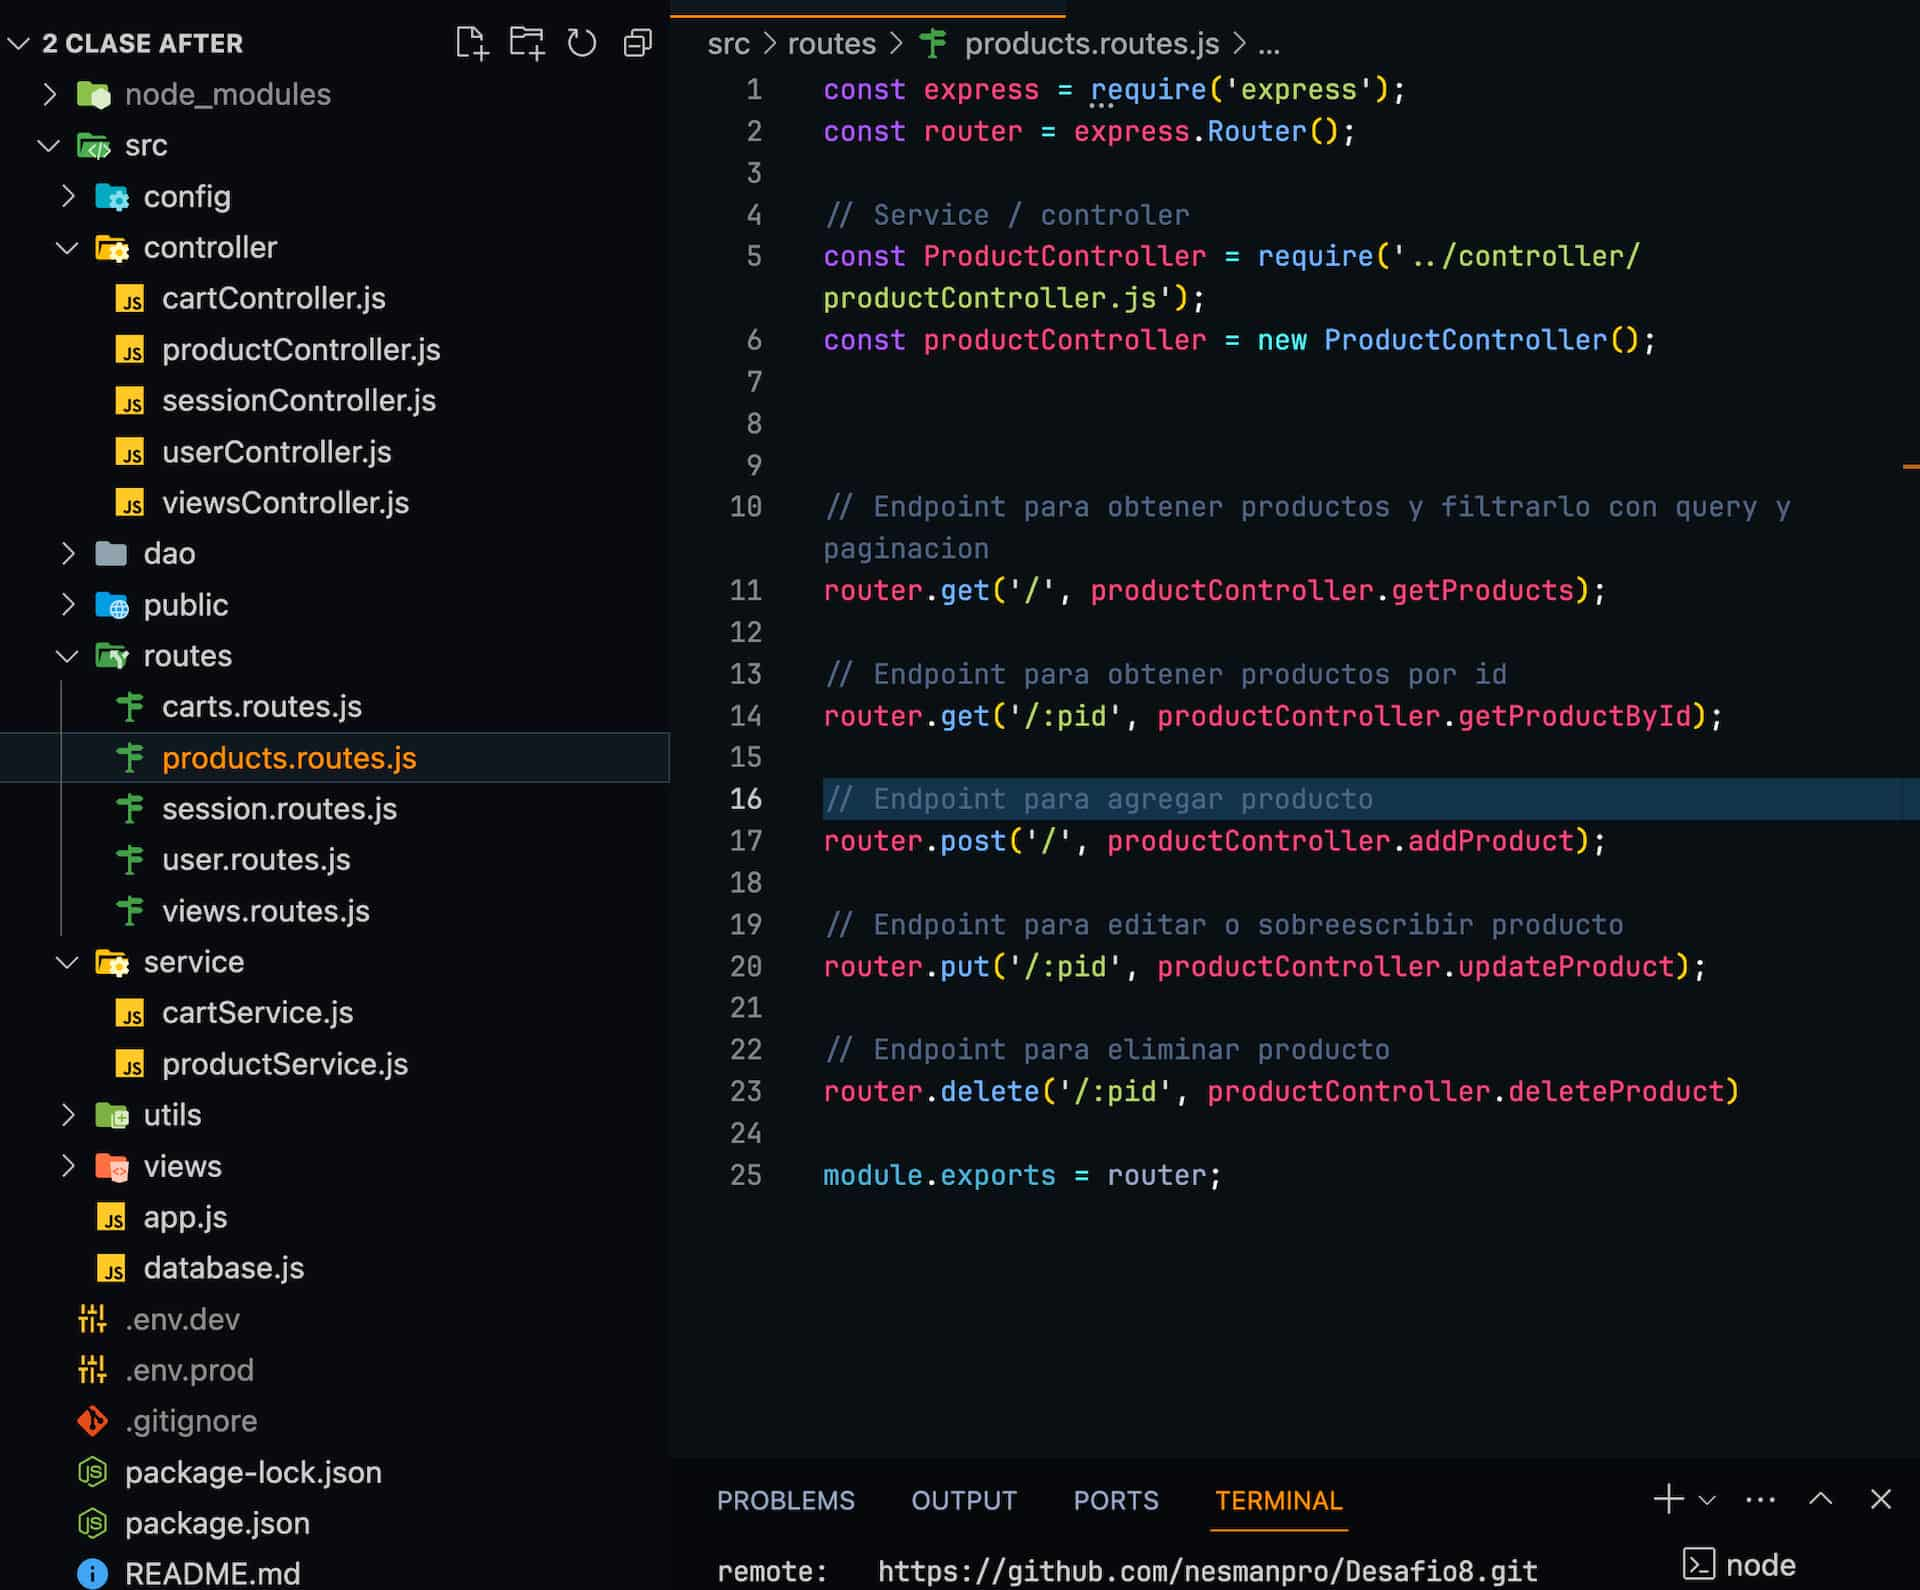 2 CLASE AFTER
node_modules
src
config
controller
cartController.js
productController.js
sessionController.js
userController.js
viewsController.js
dao
public
routes
carts.routes.js
products.routes.js
session.routes.js
user.routes.js
views.routes.js
service
cartService.js
productService.js
utils
views
app.js
database.js
.env.dev
.env.prod
.gitignore
package-lock.json
package.json
README.md
src > routes > products.routes.js > ...
1 const express = require('express');
2 const router = express.Router();
3
4 // Service / controler
5 const ProductController = require('../controller/
productController.js');
6 const productController = new ProductController();
7
8
9
10 // Endpoint para obtener productos y filtrarlo con query y
paginacion
11 router.get('/', productController.getProducts);
12
13 // Endpoint para obtener productos por id
14 router.get('/:pid', productController.getProductById);
15
16 // Endpoint para agregar producto
17 router.post('/', productController.addProduct);
18
19 // Endpoint para editar o sobreescribir producto
20 router.put('/:pid', productController.updateProduct);
21
22 // Endpoint para eliminar producto
23 router.delete('/:pid', productController.deleteProduct)
24
25 module.exports = router;
PROBLEMS OUTPUT PORTS TERMINAL
remote: https://github.com/nesmanpro/Desafio8.git
node